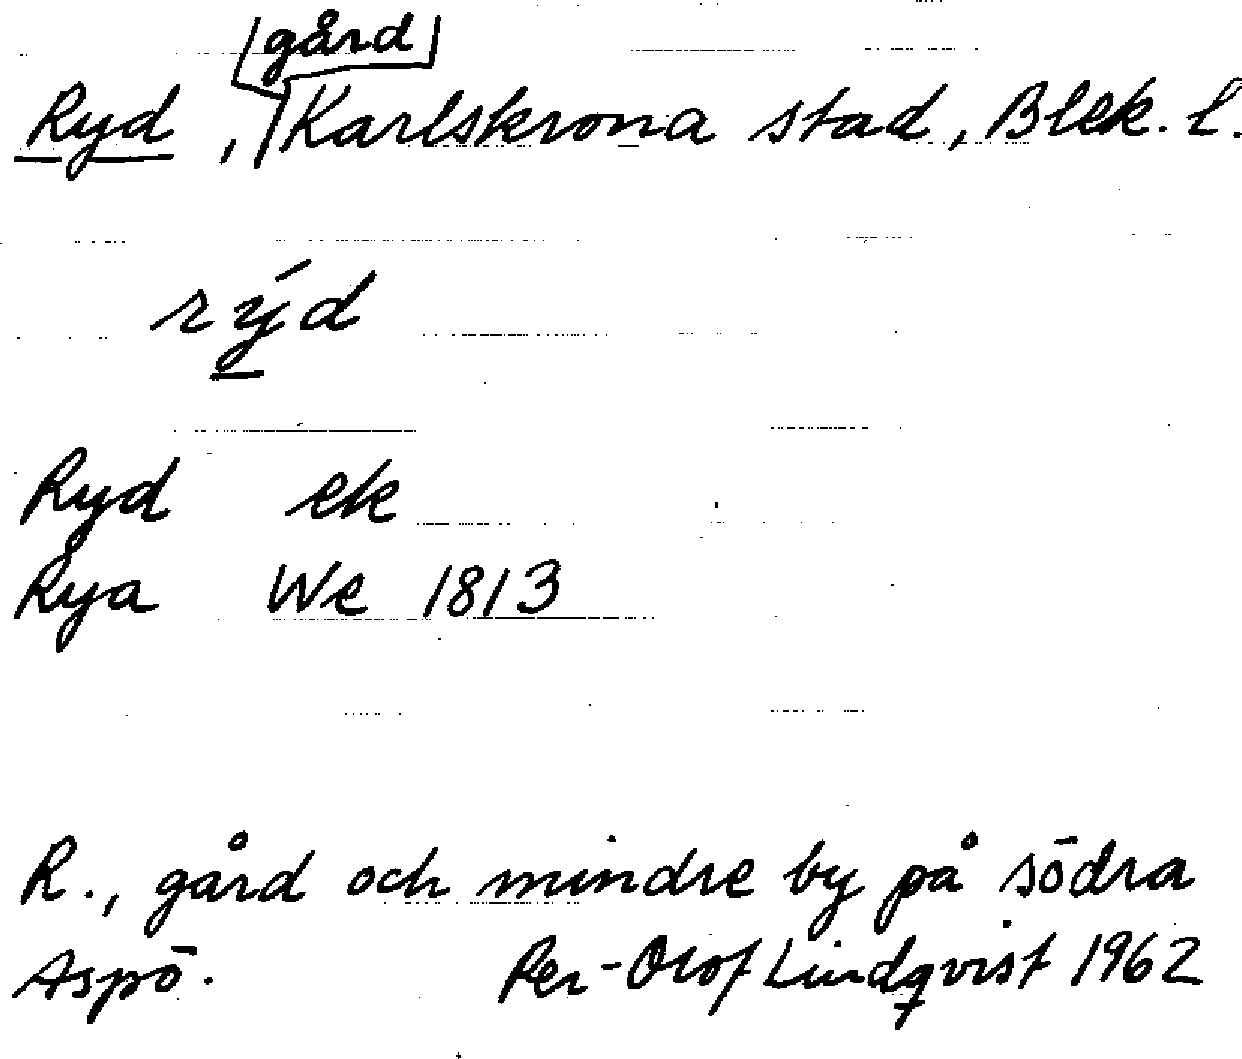 gård
Ryd, Karlskrona stad, Blek. l.
rýd
Ryd ek
Rya We 1813
R., gård och mindre by på södra
Aspö. Per-Olof Lindqvist 1962